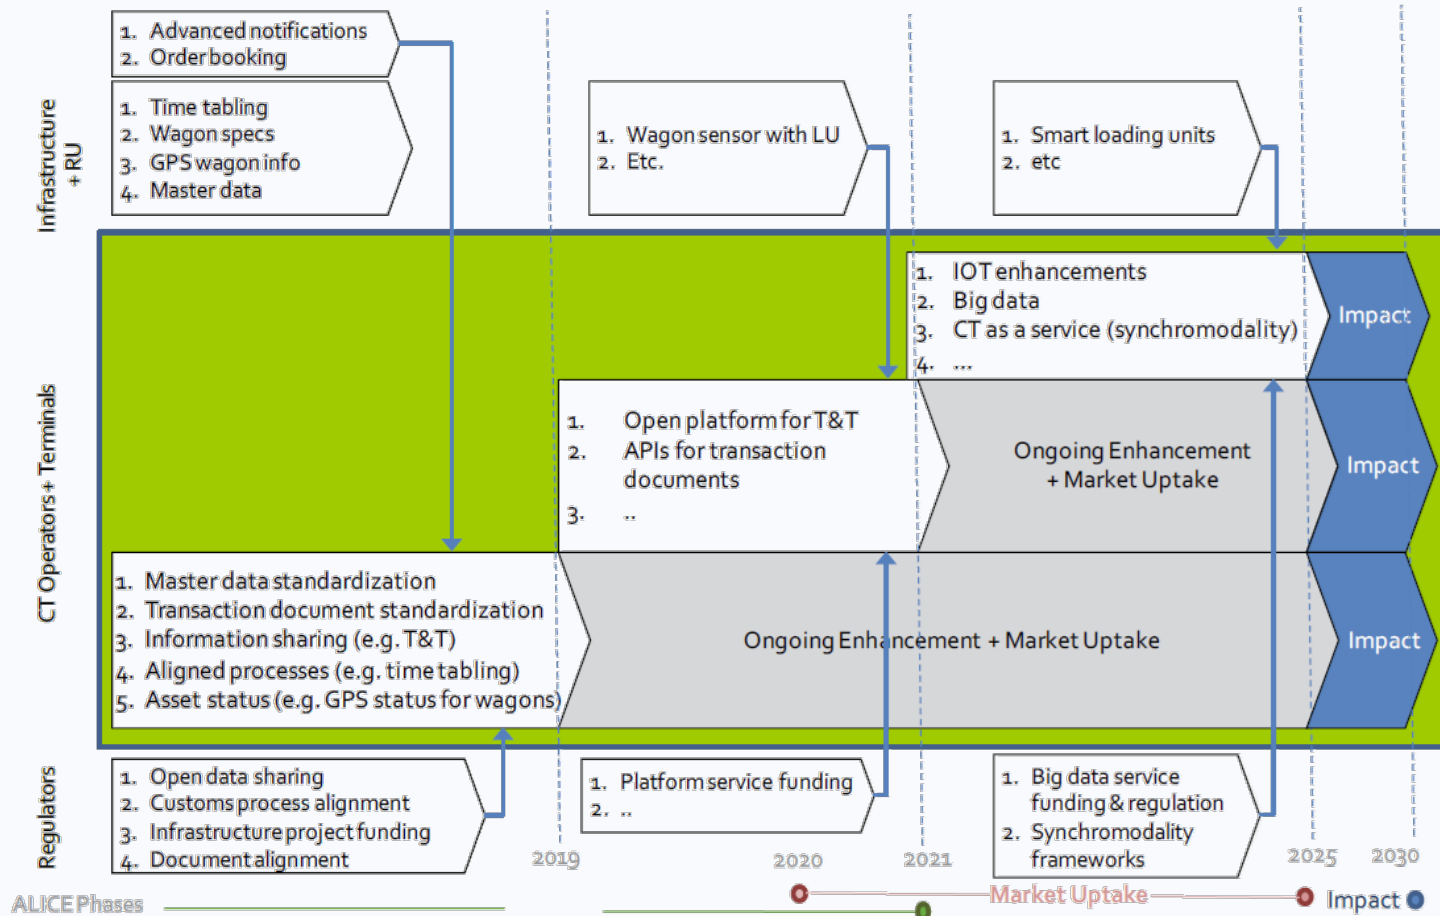 1. Advanced notifications
2. Order booking
Infrastructure
+ RU
1. Time tabling
2. Wagon specs
3. GPS wagon info
4. Master data
1. Wagon sensor with LU
2. Etc.
1. Smart loading units
2. etc
CT Operators + Terminals
1. IOT enhancements
2. Big data
3. CT as a service (synchromodality)
4. ...
Impact
1. Open platform for T&T
2. APIs for transaction
documents
3. ..
Ongoing Enhancement
+ Market Uptake
Impact
1. Master data standardization
2. Transaction document standardization
3. Information sharing (e.g. T&T)
4. Aligned processes (e.g. time tabling)
5. Asset status (e.g. GPS status for wagons)
Ongoing Enhancement + Market Uptake
Impact
Regulators
1. Open data sharing
2. Customs process alignment
3. Infrastructure project funding
4. Document alignment
1. Platform service funding
2. ..
1. Big data service
funding & regulation
2. Synchromodality
frameworks
2019 2020 2021 2025 2030
ALICE Phases
Market Uptake
Impact